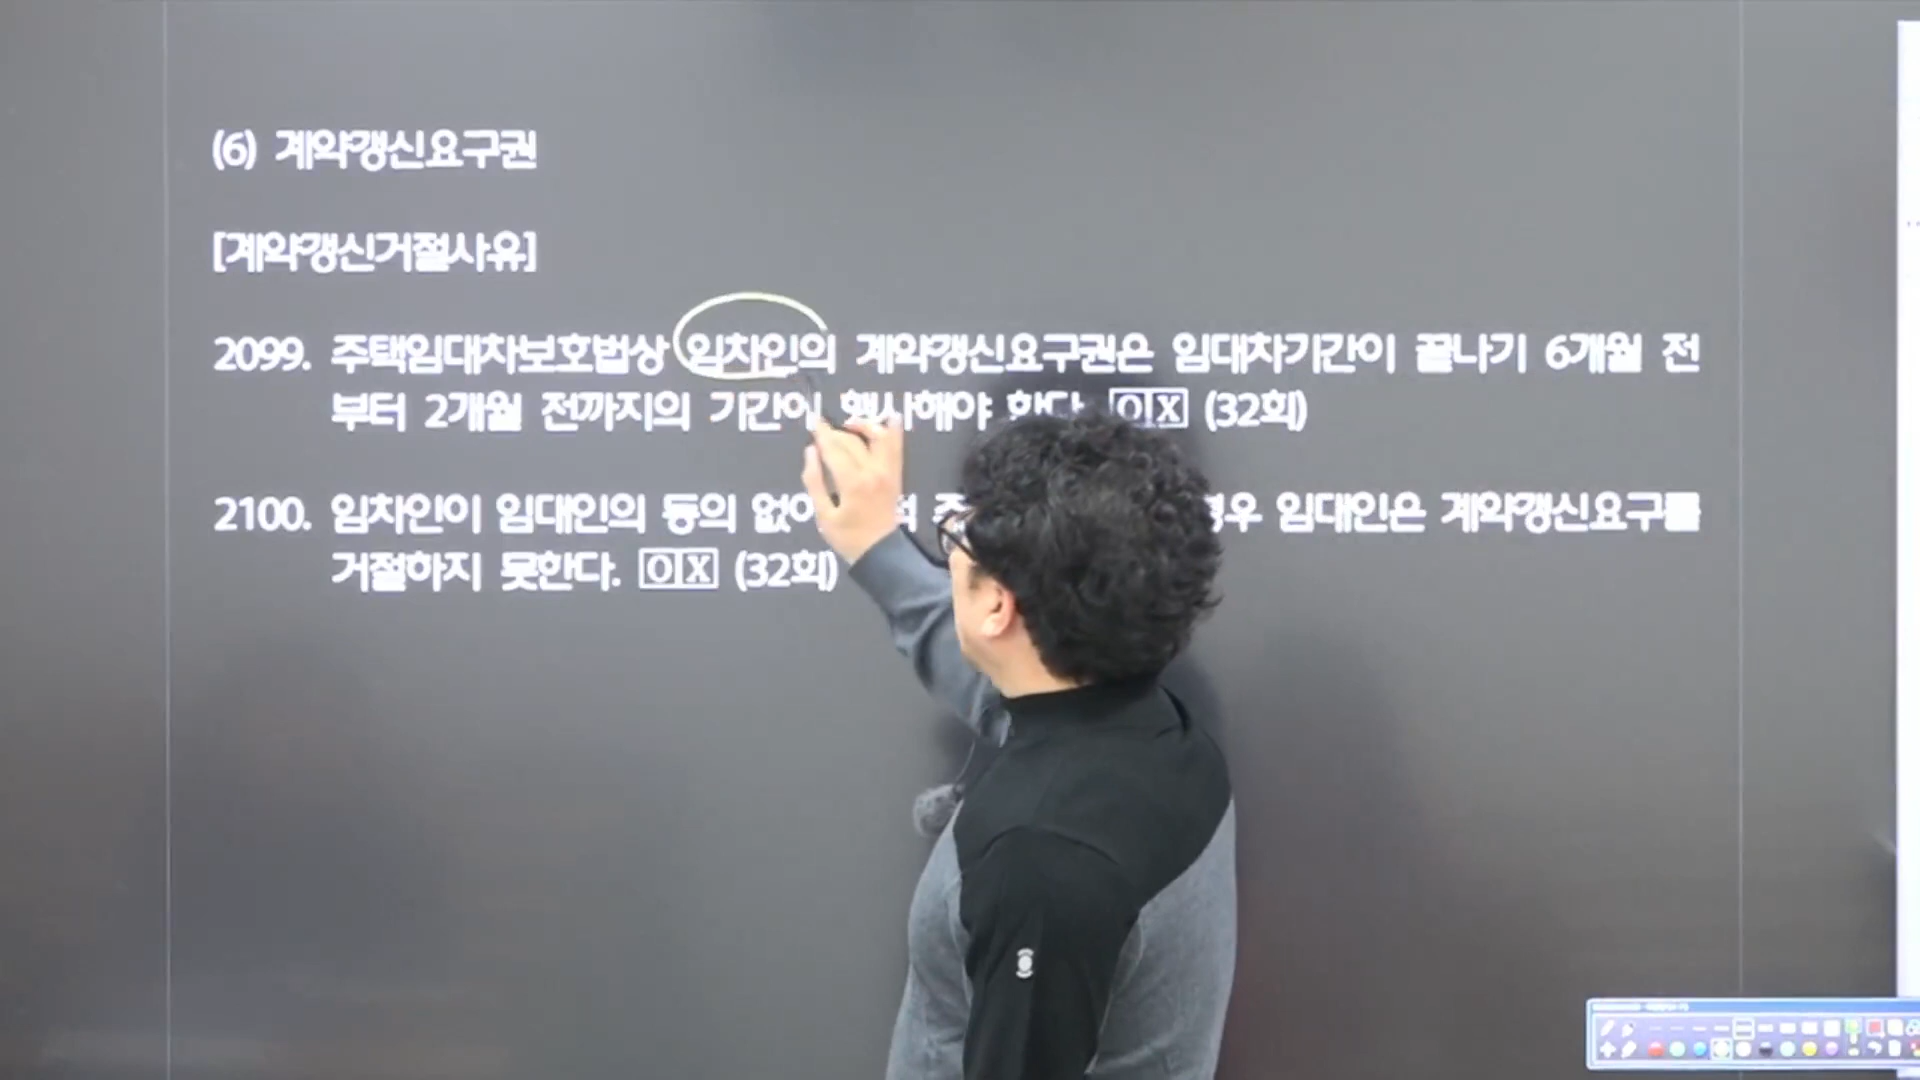 (6) 계약갱신요구권
[계약갱신거절사유]
2099. 주택임대차보호법상 임차인의 계약갱신요구권은 임대차기간이 끝나기 6개월 전
부터 2개월 전까지의 기간에 행사해야 한다. OX (32회)
2100. 임차인이 임대인의 동의 없이 경우 임대인은 계약갱신요구를
거절하지 못한다. OX (32회)